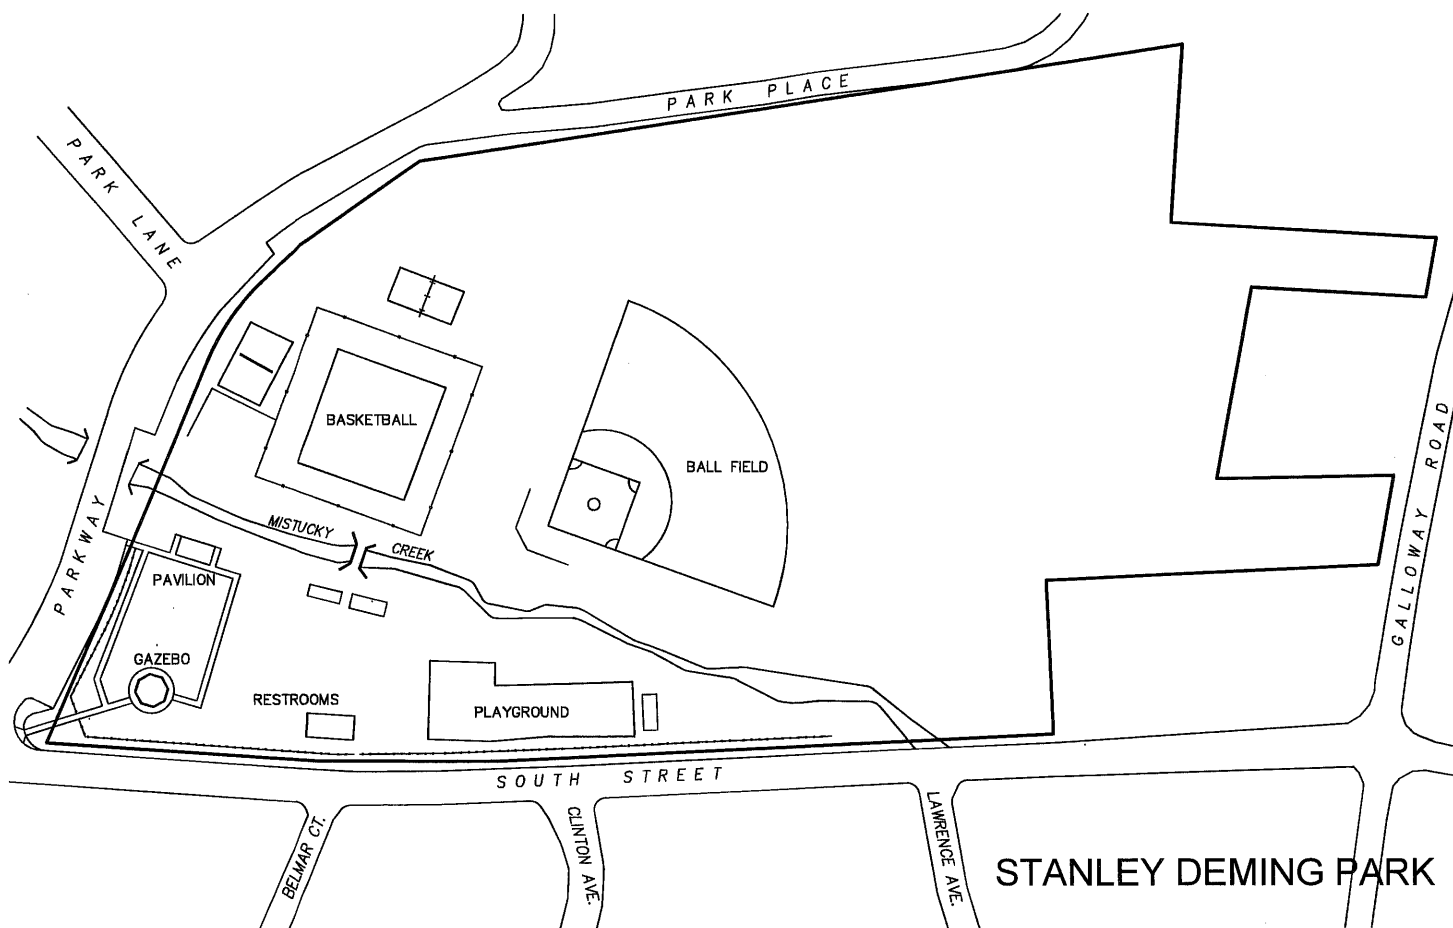 PARK PLACE
PARK LANE
BASKETBALL
BALL FIELD
GALLOWAY ROAD
PARKWAY
MISTUCKY
CREEK
PAVILION
GAZEBO
RESTROOMS
PLAYGROUND
SOUTH STREET
BELMAR CT.
CLINTON AVE.
LAWRENCE AVE.
STANLEY DEMING PARK